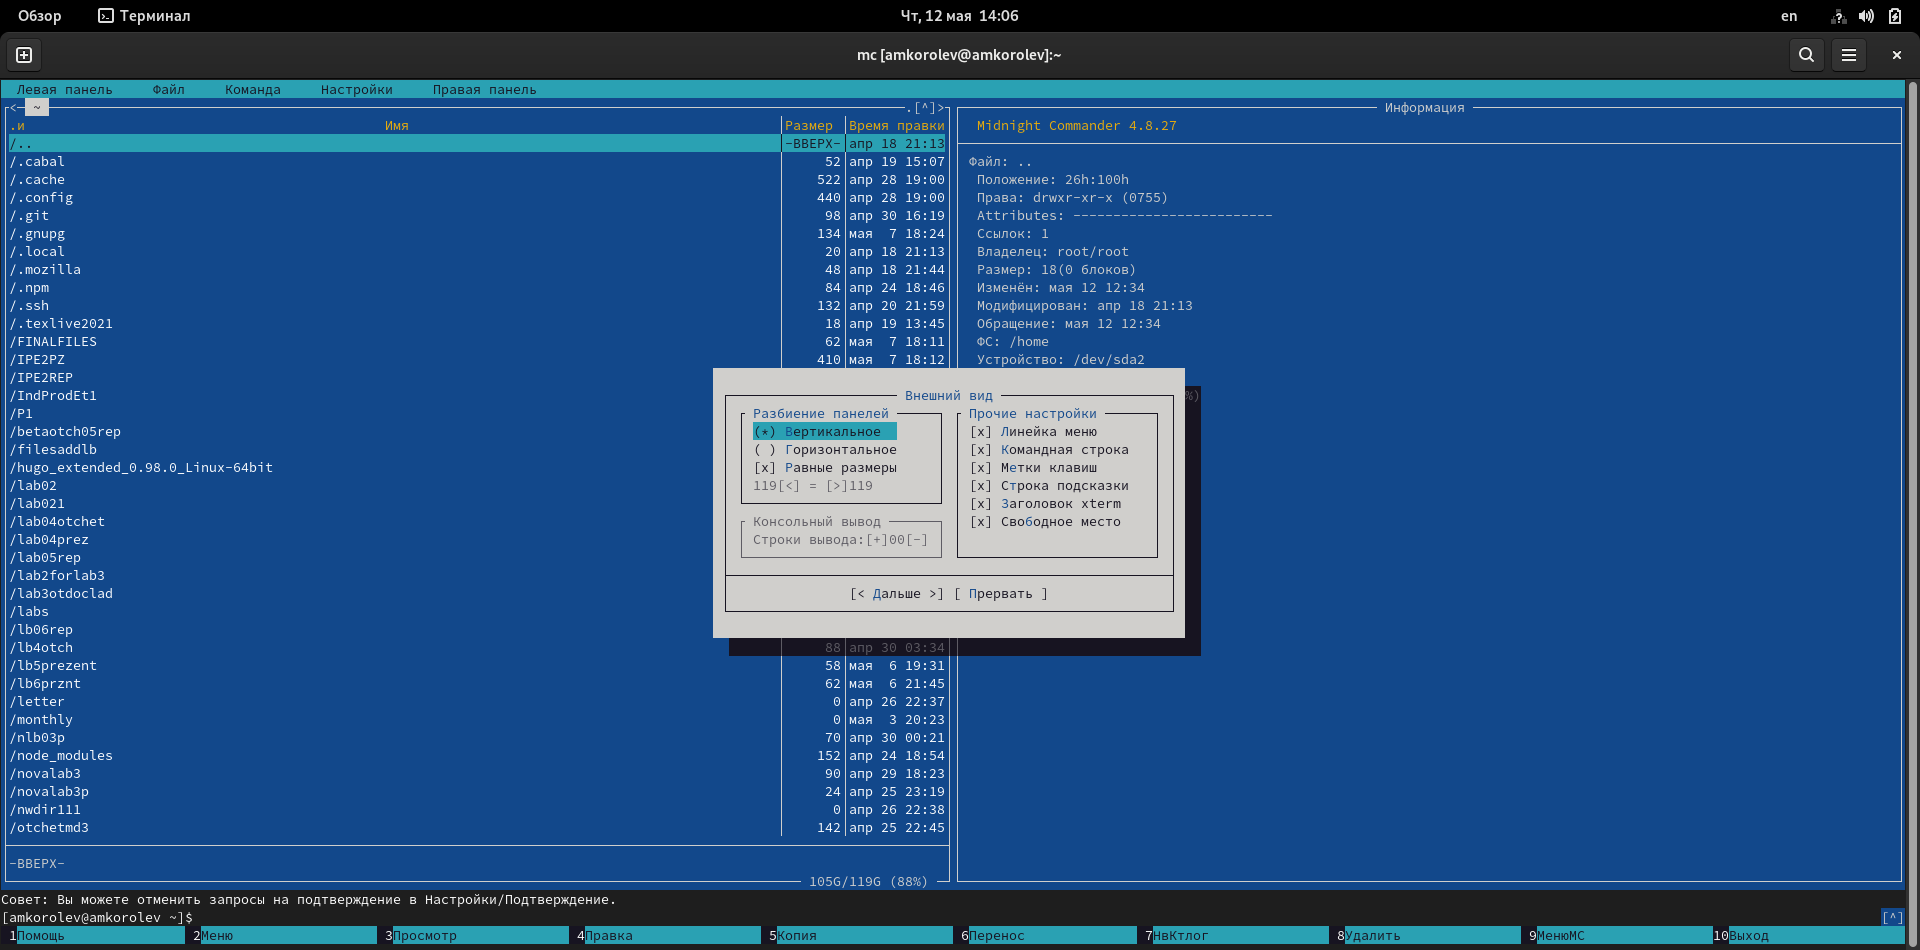 Обзор Терминал Чт, 12 мая 14:06 en
mc [amkorolev@amkorolev]:~
Левая панель Файл Команда Настройки Правая панель
<─ ~ .[^]>
.и Имя Размер Время правки
/.. -ВВЕРХ- апр 18 21:13
/.cabal 52 апр 19 15:07
/.cache 522 апр 28 19:00
/.config 440 апр 28 19:00
/.git 98 апр 30 16:19
/.gnupg 134 мая 7 18:24
/.local 20 апр 18 21:13
/.mozilla 48 апр 18 21:44
/.npm 84 апр 24 18:46
/.ssh 132 апр 20 21:59
/.texlive2021 18 апр 19 13:45
/FINALFILES 62 мая 7 18:11
/IPE2PZ 410 мая 7 18:12
/IPE2REP
/IndProdEt1
/P1
/betaotch05rep
/filesaddlb
/hugo_extended_0.98.0_Linux-64bit
/lab02
/lab021
/lab04otchet
/lab04prez
/lab05rep
/lab2forlab3
/lab3otdoclad
/labs
/lb06rep
/lb4otch 88 апр 30 03:34
/lb5prezent 58 мая 6 19:31
/lb6prznt 62 мая 6 21:45
/letter 0 апр 26 22:37
/monthly 0 мая 3 20:23
/nlb03p 70 апр 30 00:21
/node_modules 152 апр 24 18:54
/novalab3 90 апр 29 18:23
/novalab3p 24 апр 25 23:19
/nwdir111 0 апр 26 22:38
/otchetmd3 142 апр 25 22:45
-ВВЕРХ-
105G/119G (88%)
Информация
Midnight Commander 4.8.27
Файл: ..
Положение: 26h:100h
Права: drwxr-xr-x (0755)
Attributes: -------------------------
Ссылок: 1
Владелец: root/root
Размер: 18(0 блоков)
Изменён: мая 12 12:34
Модифицирован: апр 18 21:13
Обращение: мая 12 12:34
ФС: /home
Устройство: /dev/sda2
%)
Внешний вид
Разбиение панелей
(*) Вертикальное
( ) Горизонтальное
[x] Равные размеры
119[<] = [>]119
Консольный вывод
Строки вывода:[+]00[-]
Прочие настройки
[x] Линейка меню
[x] Командная строка
[x] Метки клавиш
[x] Строка подсказки
[x] Заголовок xterm
[x] Свободное место
[< Дальше >] [ Прервать ]
Совет: Вы можете отменить запросы на подтверждение в Настройки/Подтверждение.
[amkorolev@amkorolev ~]$ [^]
1Помощь 2Меню 3Просмотр 4Правка 5Копия 6Перенос 7НвКтлог 8Удалить 9МенюMC 10Выход